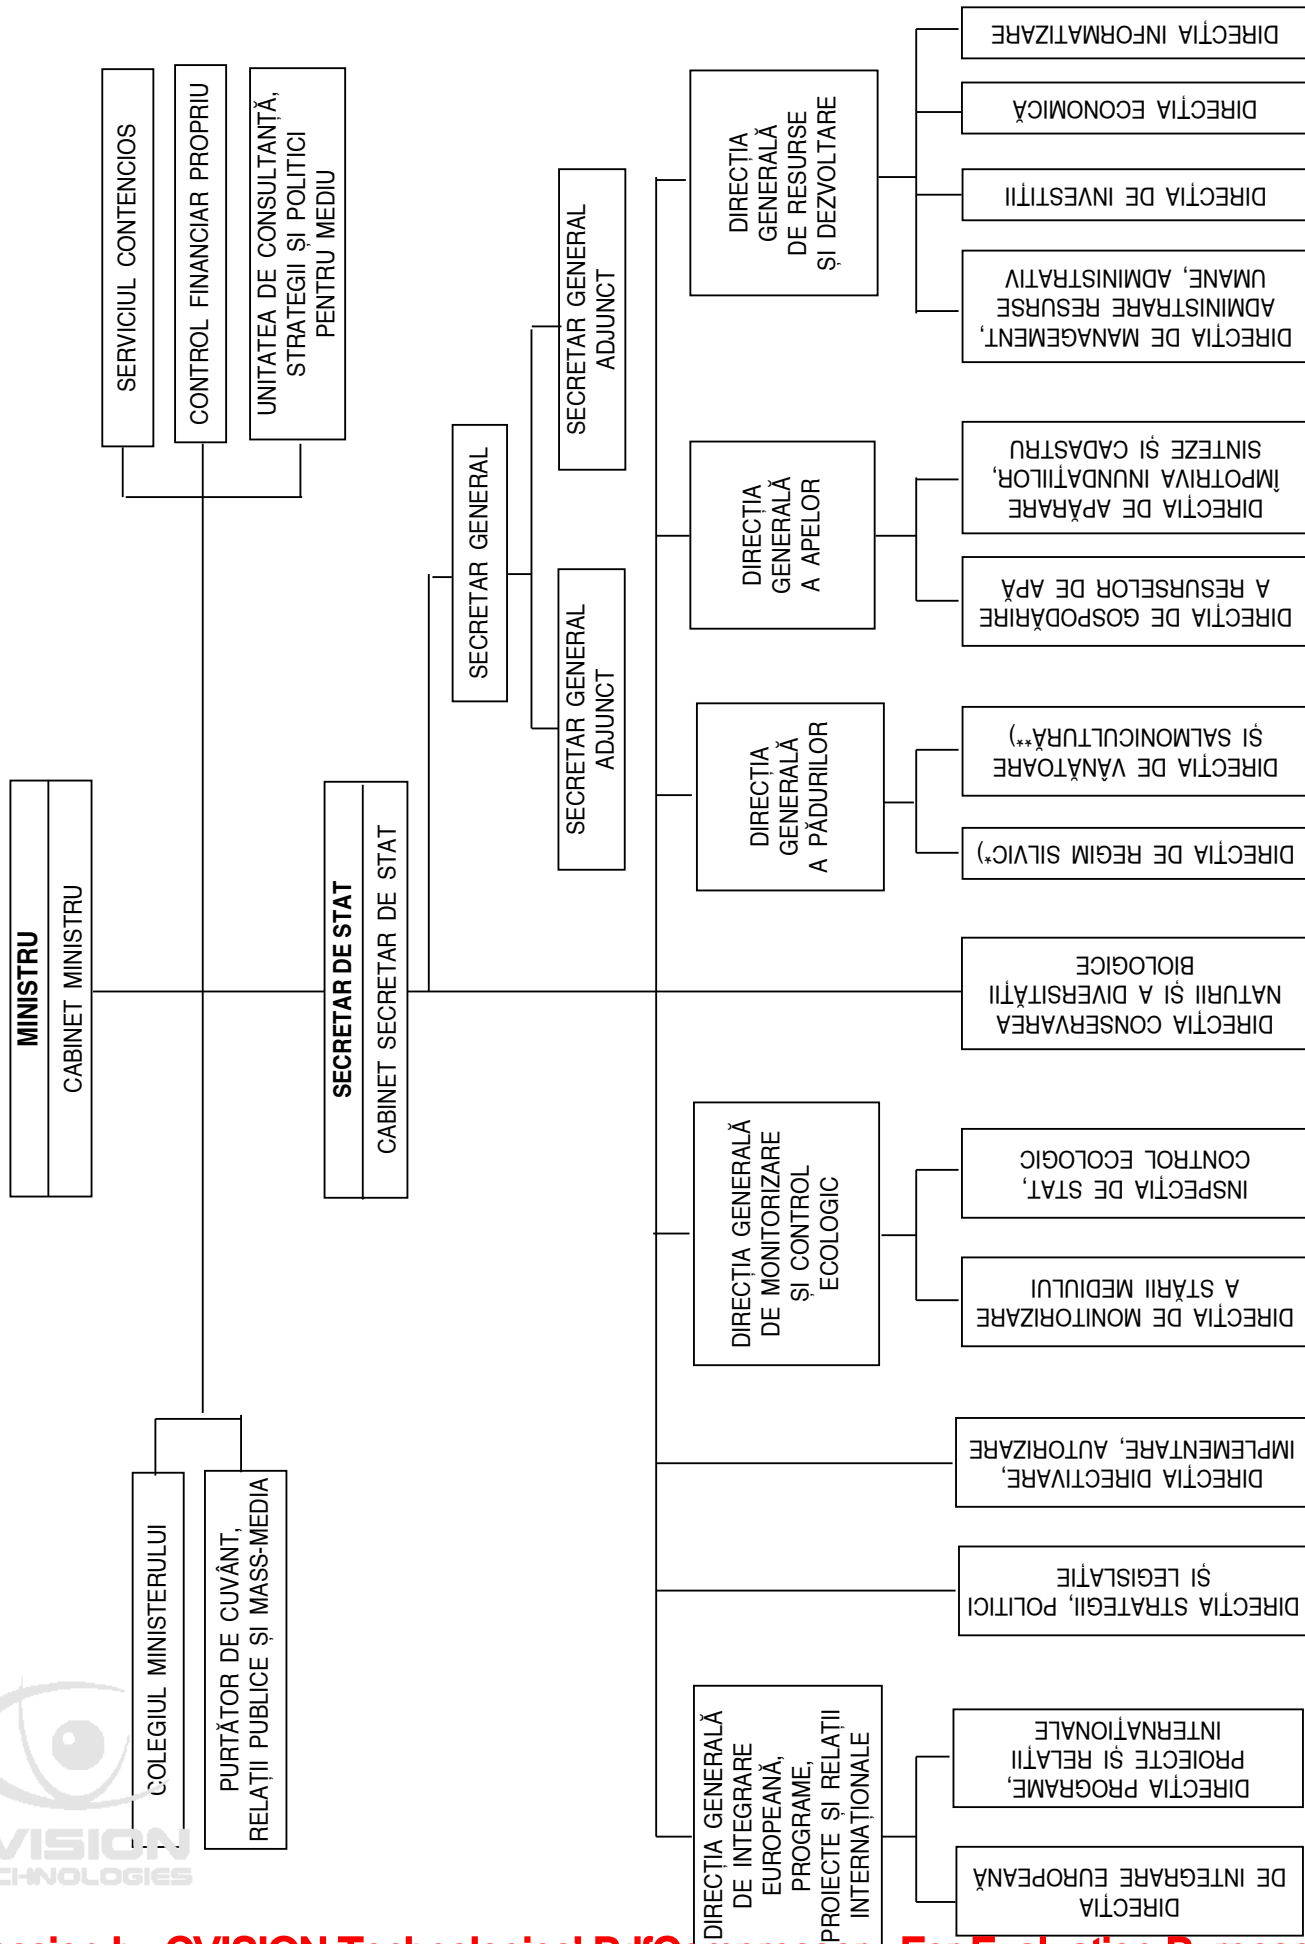 MINISTRU
CABINET MINISTRU
COLEGIUL MINISTERULUI
PURTĂTOR DE CUVÂNT,
RELAȚII PUBLICE ȘI MASS-MEDIA
SERVICIUL CONTENCIOS
CONTROL FINANCIAR PROPRIU
UNITATEA DE CONSULTANȚĂ,
STRATEGII ȘI POLITICI
PENTRU MEDIU
SECRETAR DE STAT
CABINET SECRETAR DE STAT
SECRETAR GENERAL
SECRETAR GENERAL
ADJUNCT
SECRETAR GENERAL
ADJUNCT
DIRECȚIA GENERALĂ
DE INTEGRARE
EUROPEANĂ,
PROGRAME,
PROIECTE ȘI RELAȚII
INTERNAȚIONALE
DIRECȚIA GENERALĂ
DE MONITORIZARE
ȘI CONTROL
ECOLOGIC
DIRECȚIA
GENERALĂ
A PĂDURILOR
DIRECȚIA
GENERALĂ
A APELOR
DIRECȚIA
GENERALĂ
DE RESURSE
ȘI DEZVOLTARE
DIRECȚIA
DE INTEGRARE EUROPEANĂ
DIRECȚIA PROGRAME,
PROIECTE ȘI RELAȚII
INTERNAȚIONALE
DIRECȚIA STRATEGII, POLITICI
ȘI LEGISLAȚIE
DIRECȚIA DIRECTIVARE,
IMPLEMENTARE, AUTORIZARE
DIRECȚIA DE MONITORIZARE
A STĂRII MEDIULUI
INSPECȚIA DE STAT,
CONTROL ECOLOGIC
DIRECȚIA CONSERVAREA
NATURII ȘI A DIVERSITĂȚII
BIOLOGICE
DIRECȚIA DE REGIM SILVIC*)
DIRECȚIA DE VÂNĂTOARE
ȘI SALMONICULTURĂ**)
DIRECȚIA DE GOSPODĂRIRE
A RESURSELOR DE APĂ
DIRECȚIA DE APĂRARE
ÎMPOTRIVA INUNDAȚIILOR,
SINTEZE ȘI CADASTRU
DIRECȚIA DE MANAGEMENT,
ADMINISTRARE RESURSE
UMANE, ADMINISTRATIV
DIRECȚIA DE INVESTIȚII
DIRECȚIA ECONOMICĂ
DIRECȚIA INFORMATIZARE
VISION